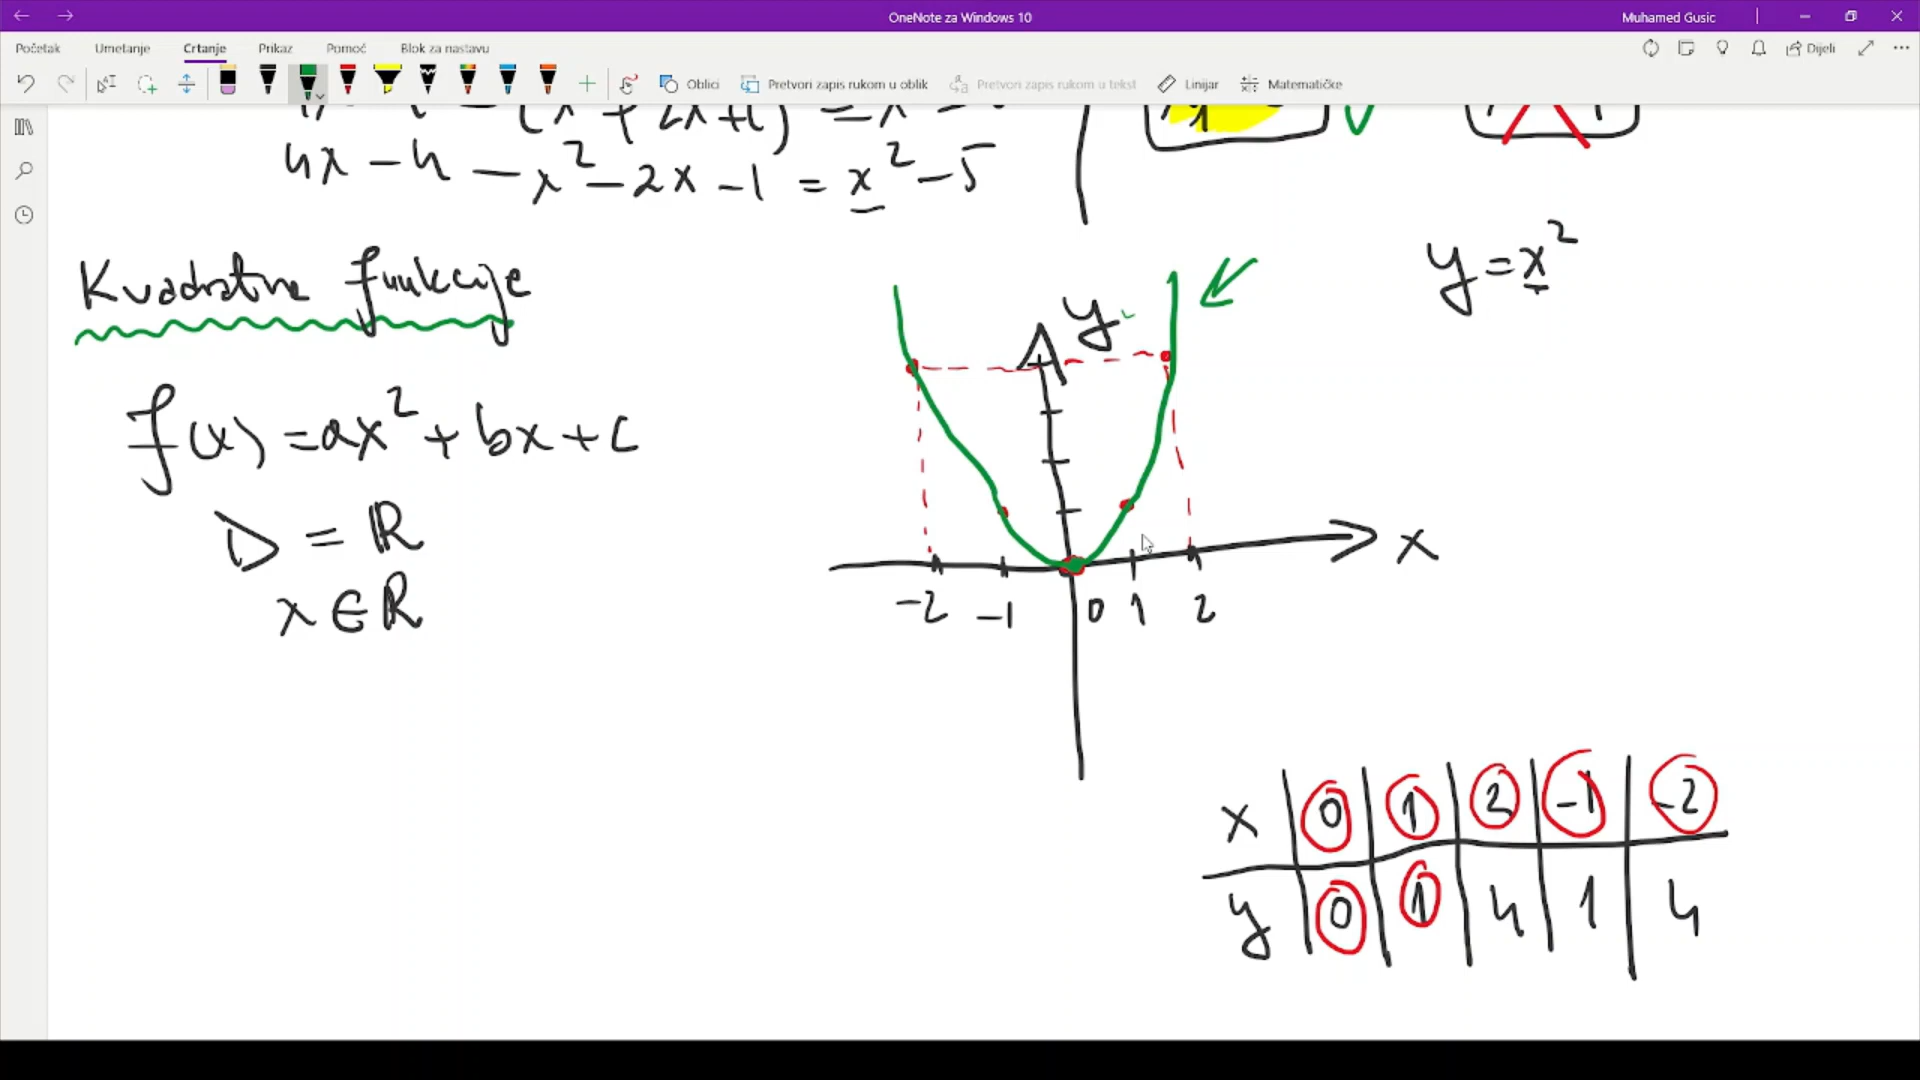 OneNote za Windows 10
Muhamed Gusic
Početak Umetanje Crtanje Prikaz Pomoć Blok za nastavu
Dijeli
Oblici Pretvori zapis rukom u oblik Pretvori zapis rukom u tekst Linijar Matematičke
4x - 4 - x² - 2x - 1 = x² - 5
Kvadratne funkcije
y = x²
y
f(x) = ax² + bx + c
D = ℝ
x
x ∈ ℝ
-2 -1 0 1 2
x 0 1 2 -1 -2
y 0 1 4 1 4